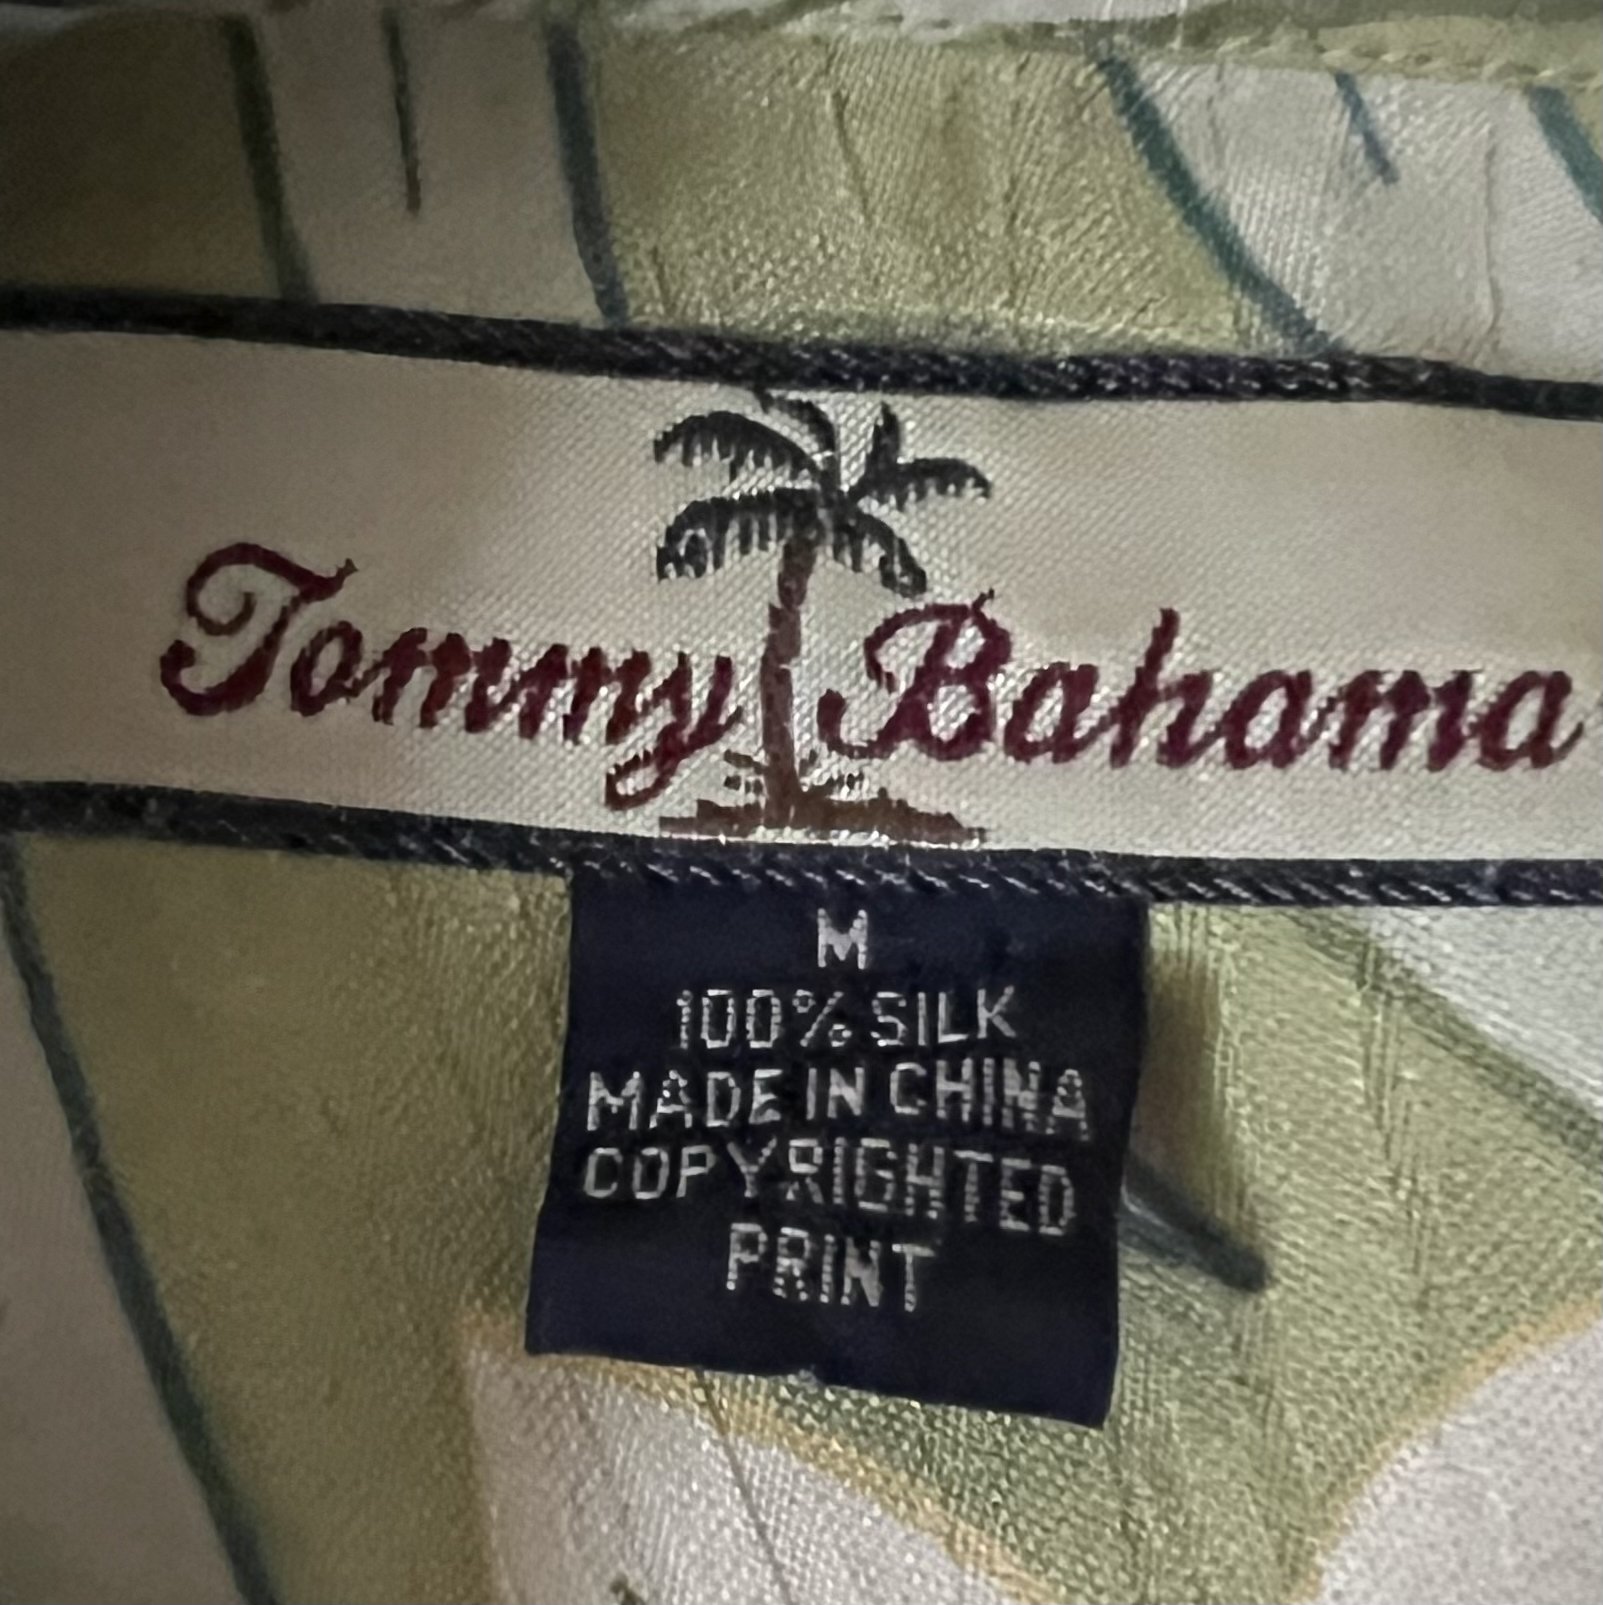 Tommy Bahama
M
100% SILK
MADE IN CHINA
COPYRIGHTED
PRINT